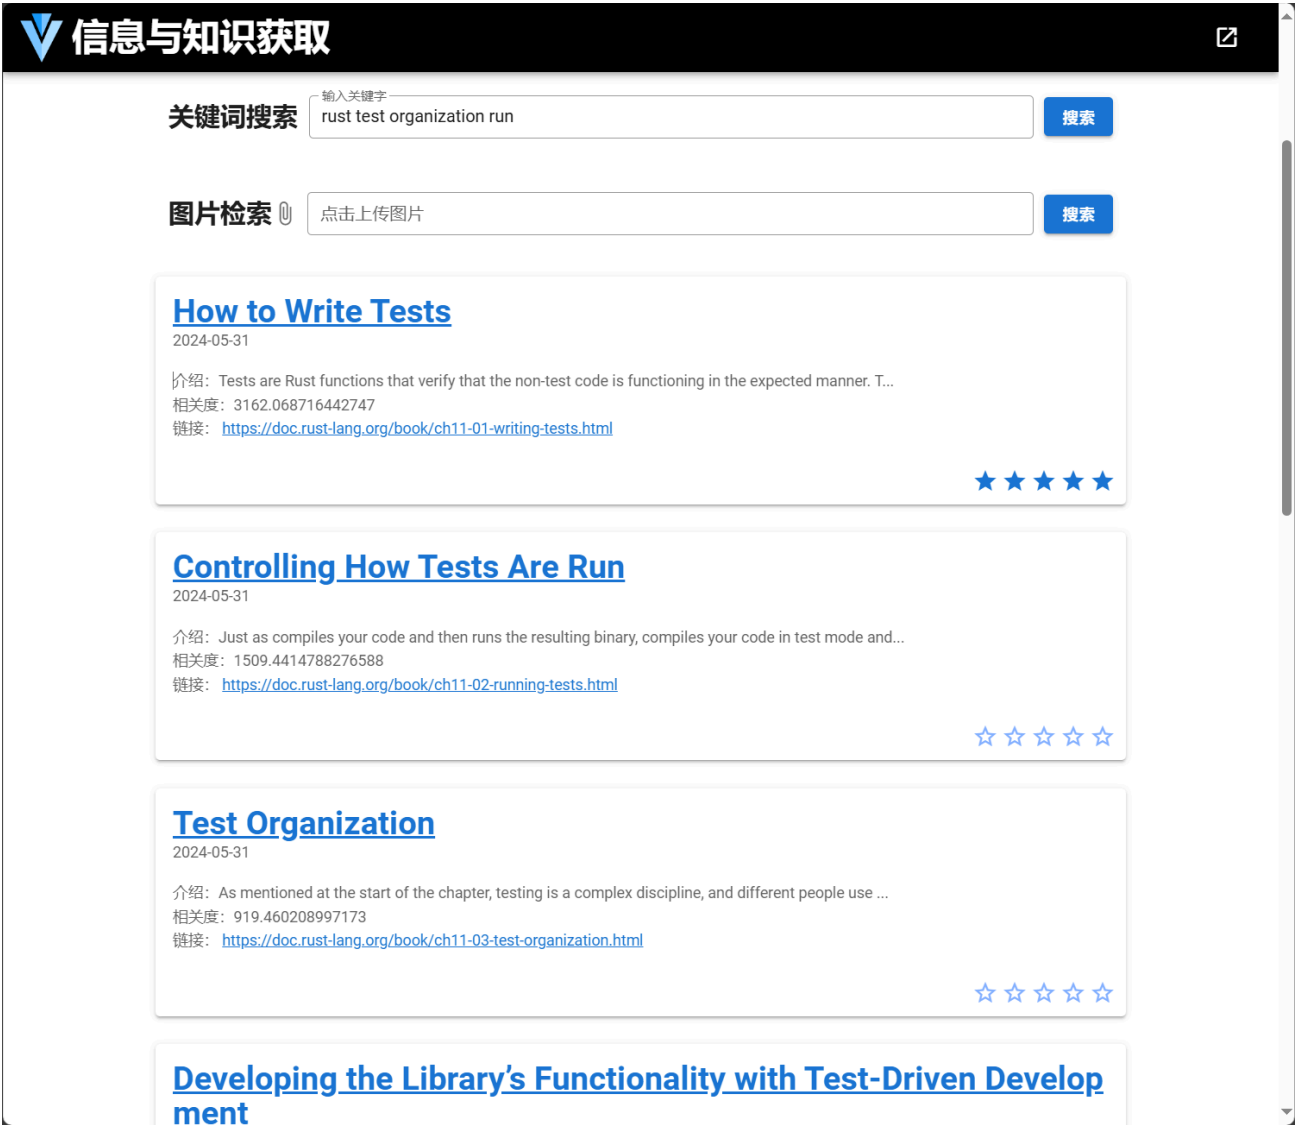 信息与知识获取
关键词搜索
输入关键字
rust test organization run
搜索
图片检索
点击上传图片
搜索
How to Write Tests
2024-05-31
介绍：Tests are Rust functions that verify that the non-test code is functioning in the expected manner. T...
相关度：3162.068716442747
链接： https://doc.rust-lang.org/book/ch11-01-writing-tests.html
Controlling How Tests Are Run
2024-05-31
介绍：Just as compiles your code and then runs the resulting binary, compiles your code in test mode and...
相关度：1509.4414788276588
链接： https://doc.rust-lang.org/book/ch11-02-running-tests.html
Test Organization
2024-05-31
介绍：As mentioned at the start of the chapter, testing is a complex discipline, and different people use ...
相关度：919.460208997173
链接： https://doc.rust-lang.org/book/ch11-03-test-organization.html
Developing the Library’s Functionality with Test-Driven Develop
ment